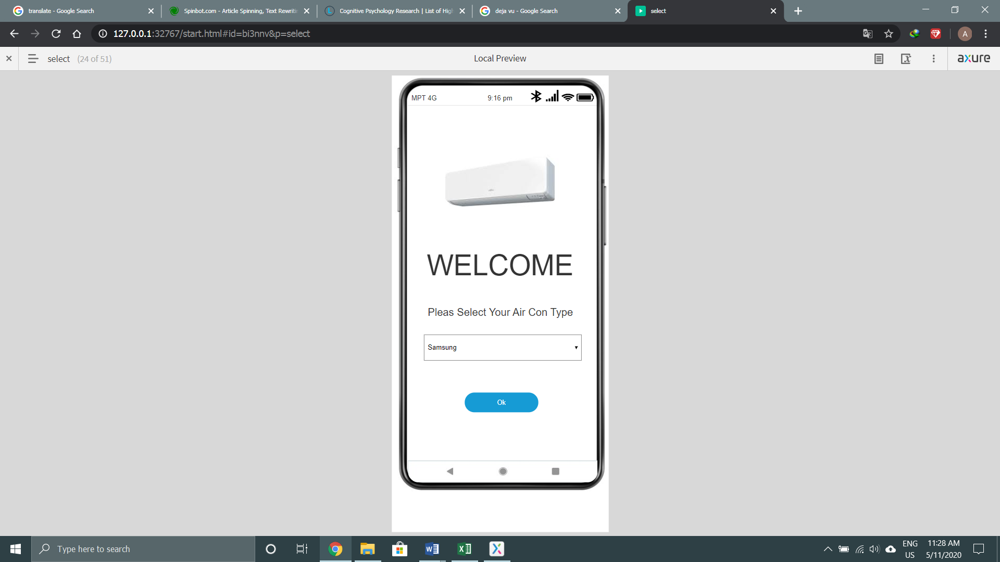 translate - Google Search
Spinbot.com - Article Spinning, Text Rewriti
Cognitive Psychology Research | List of High
deja vu - Google Search
select
127.0.0.1:32767/start.html#id=bi3nnv&p=select
A
select (24 of 51)
Local Preview
axure
MPT 4G
9:16 pm
WELCOME
Pleas Select Your Air Con Type
Samsung
Ok
Type here to search
ENG
US
11:28 AM
5/11/2020